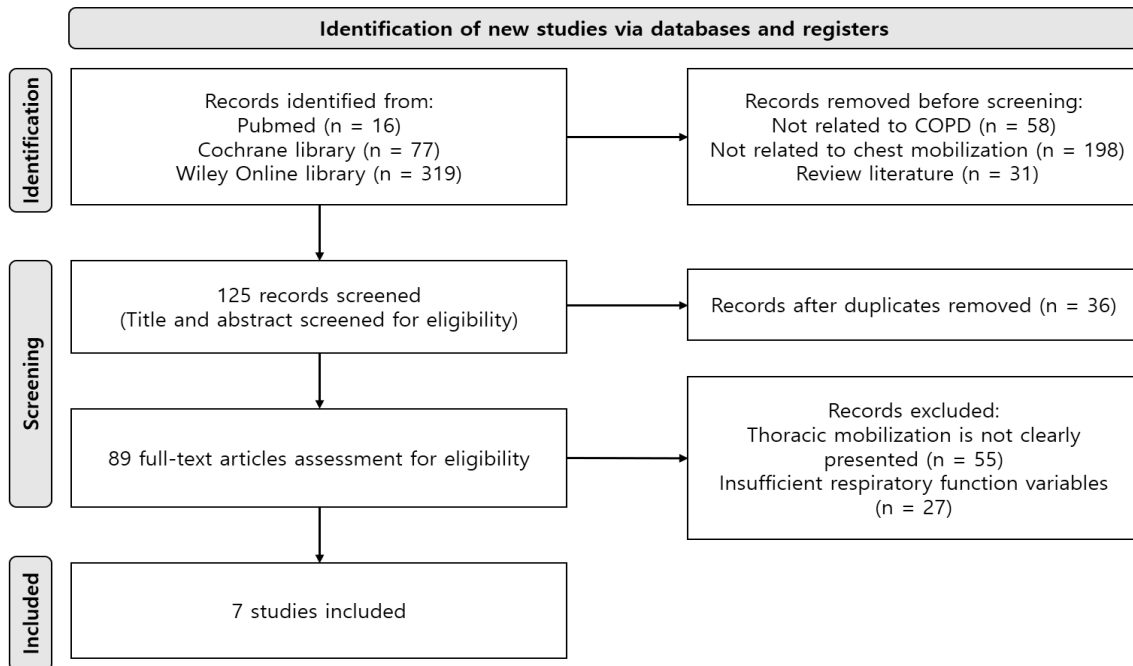 Identification of new studies via databases and registers
Identification
Records identified from:
Pubmed (n = 16)
Cochrane library (n = 77)
Wiley Online library (n = 319)
Records removed before screening:
Not related to COPD (n = 58)
Not related to chest mobilization (n = 198)
Review literature (n = 31)
Screening
125 records screened
(Title and abstract screened for eligibility)
Records after duplicates removed (n = 36)
89 full-text articles assessment for eligibility
Records excluded:
Thoracic mobilization is not clearly
presented (n = 55)
Insufficient respiratory function variables
(n = 27)
Included
7 studies included